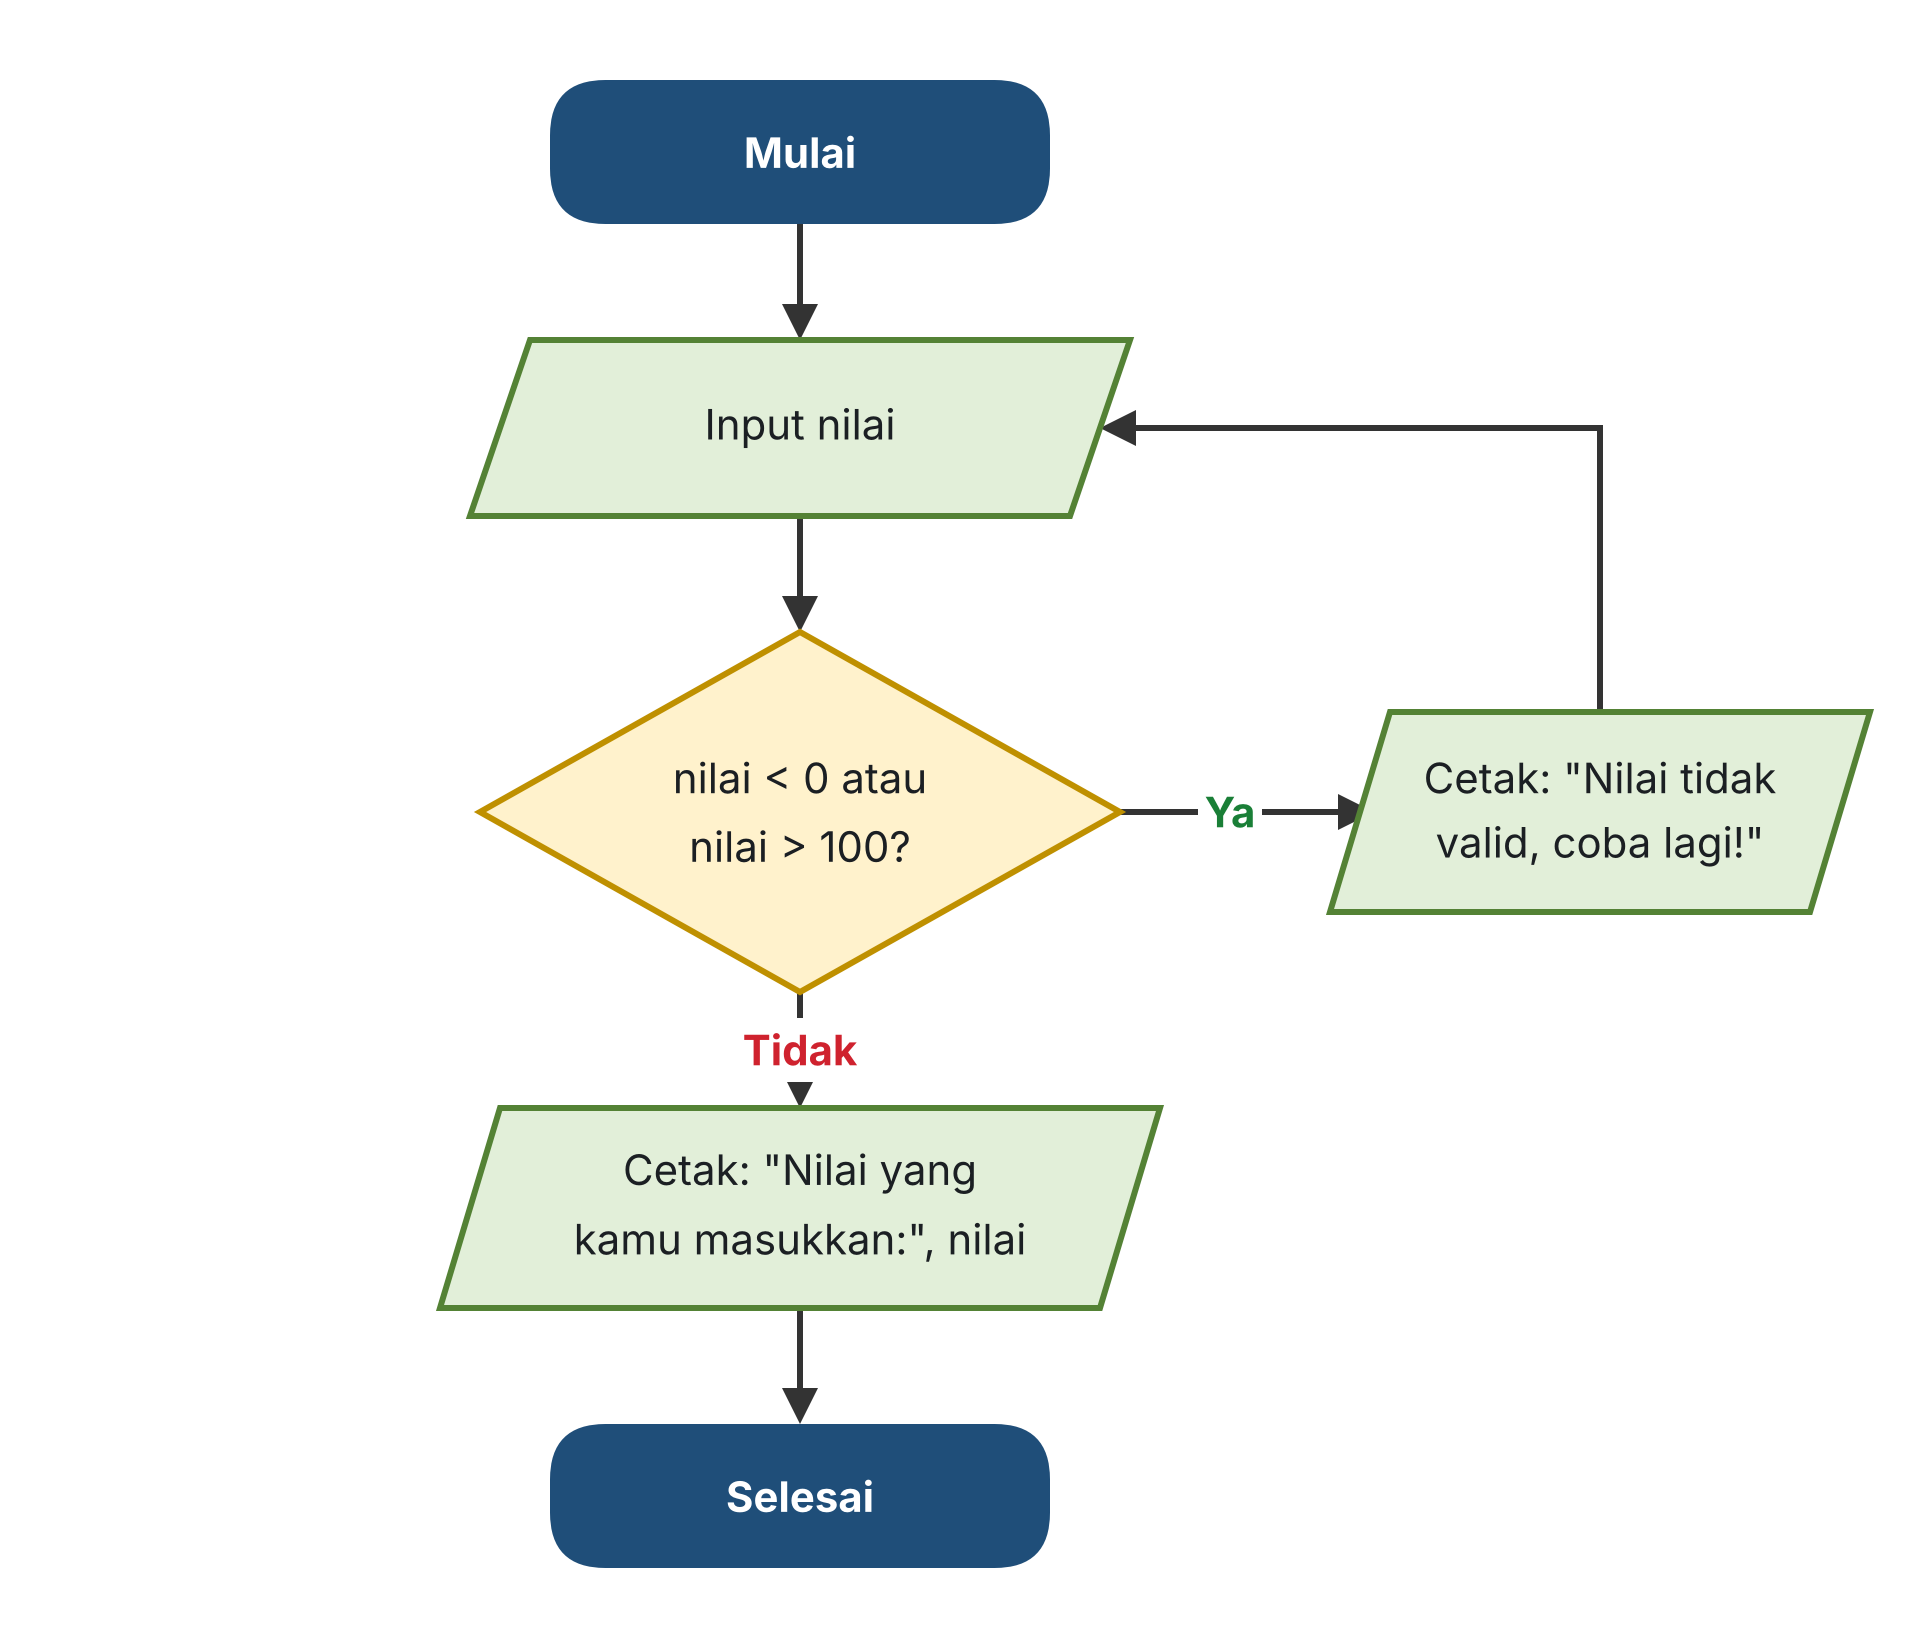 Mulai
Input nilai
nilai < 0 atau
nilai > 100?
Ya
Cetak: "Nilai tidak
valid, coba lagi!"
Tidak
Cetak: "Nilai yang
kamu masukkan:", nilai
Selesai